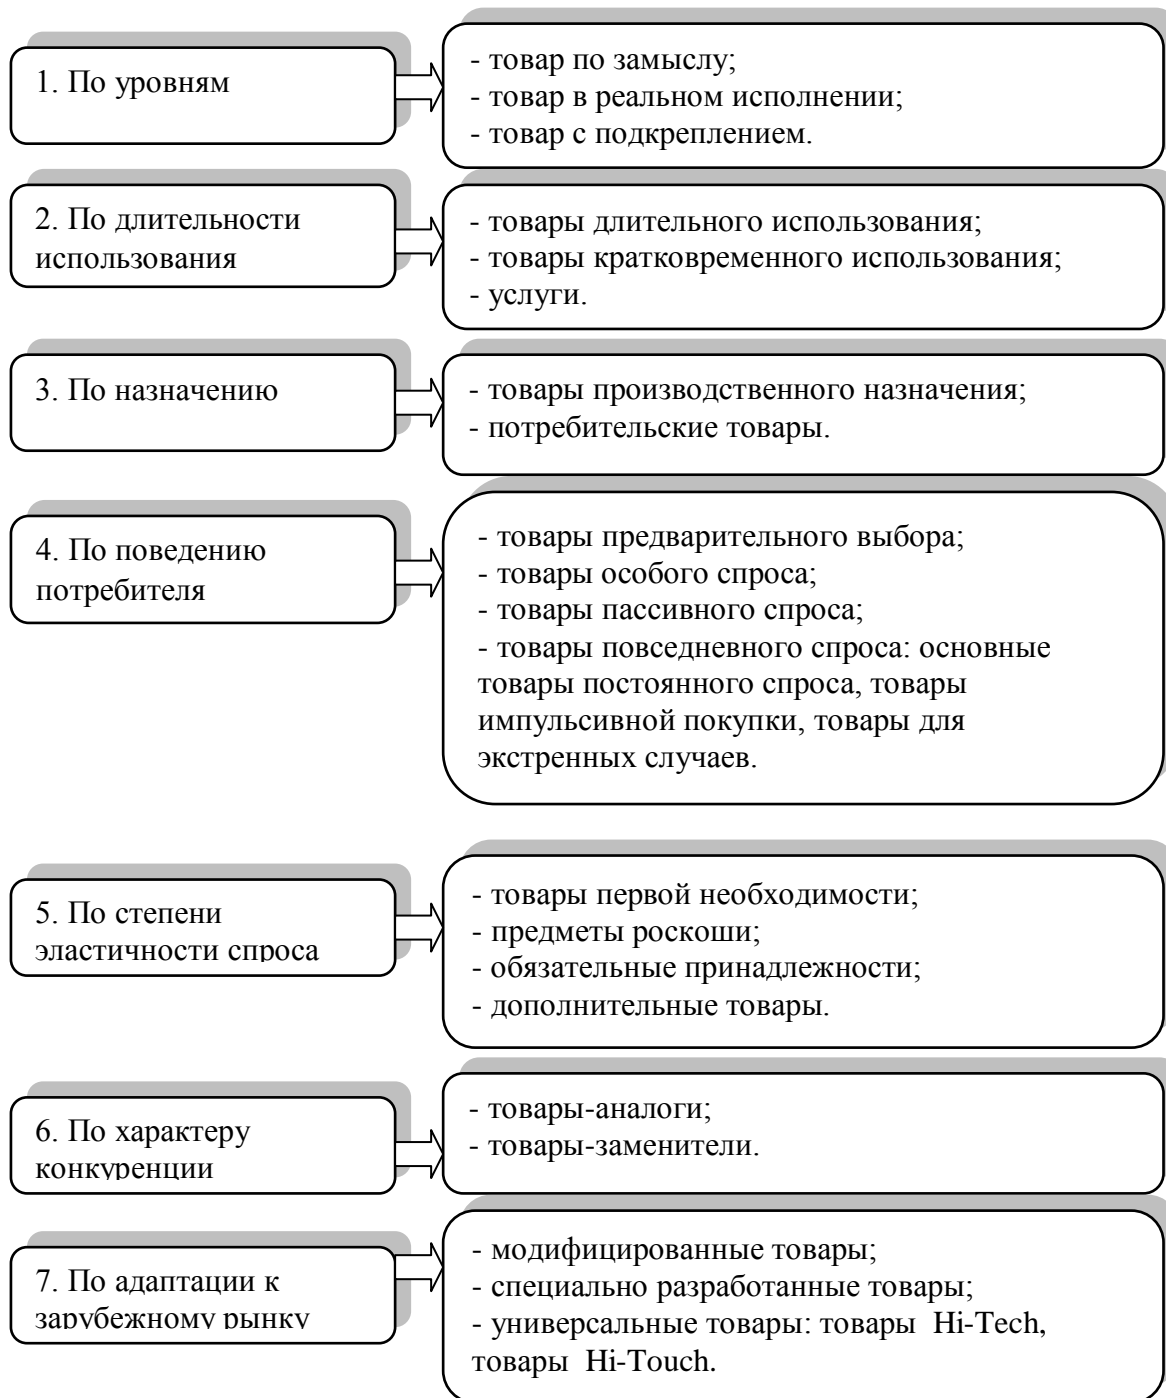 1. По уровням
- товар по замыслу;
- товар в реальном исполнении;
- товар с подкреплением.
2. По длительности
использования
- товары длительного использования;
- товары кратковременного использования;
- услуги.
3. По назначению
- товары производственного назначения;
- потребительские товары.
4. По поведению
потребителя
- товары предварительного выбора;
- товары особого спроса;
- товары пассивного спроса;
- товары повседневного спроса: основные
товары постоянного спроса, товары
импульсивной покупки, товары для
экстренных случаев.
5. По степени
эластичности спроса
- товары первой необходимости;
- предметы роскоши;
- обязательные принадлежности;
- дополнительные товары.
6. По характеру
конкуренции
- товары-аналоги;
- товары-заменители.
7. По адаптации к
зарубежному рынку
- модифицированные товары;
- специально разработанные товары;
- универсальные товары: товары Hi-Tech,
товары Hi-Touch.